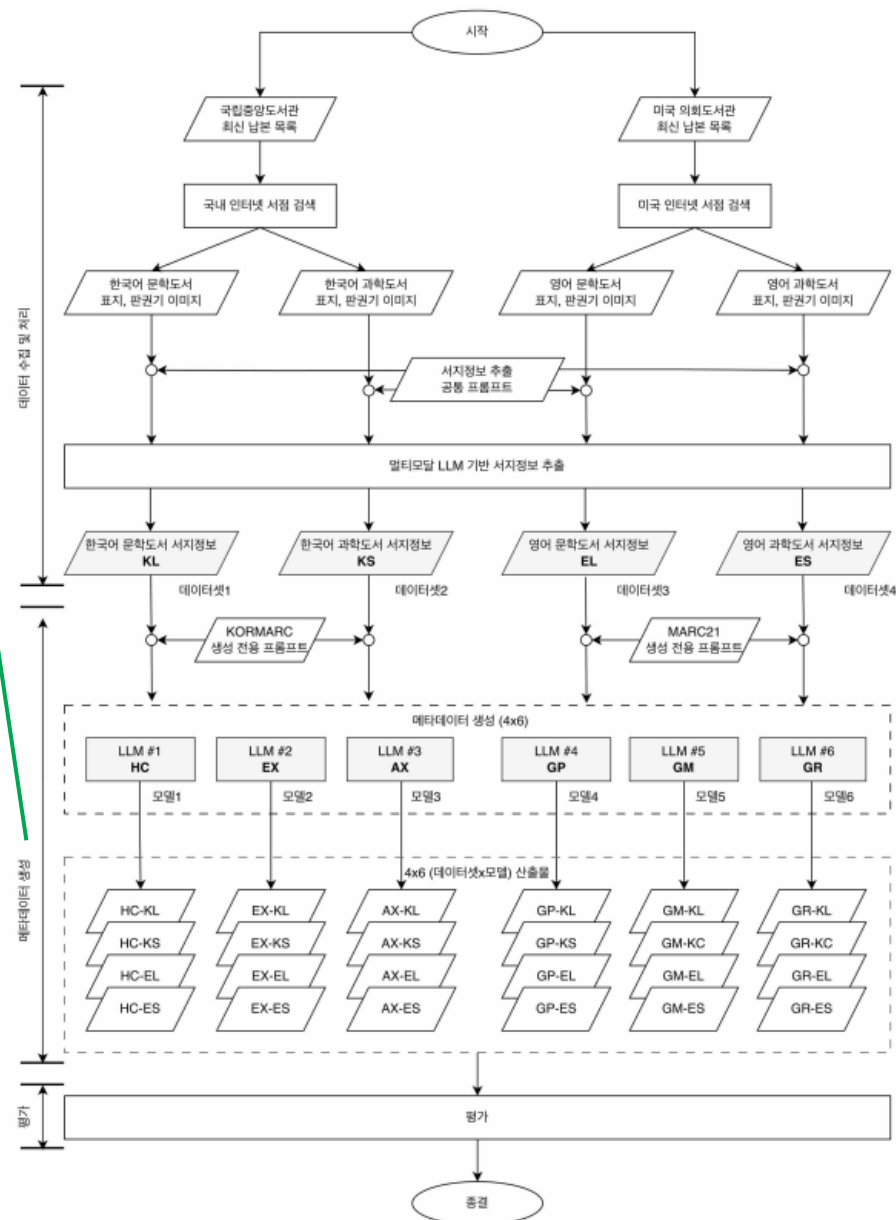 시작
국립중앙도서관
최신 납본 목록
미국 의회도서관
최신 납본 목록
국내 인터넷 서점 검색
미국 인터넷 서점 검색
한국어 문학도서
표지, 판권기 이미지
한국어 과학도서
표지, 판권기 이미지
영어 문학도서
표지, 판권기 이미지
영어 과학도서
표지, 판권기 이미지
데이터 수집 및 처리
서지정보 추출
공통 프롬프트
멀티모달 LLM 기반 서지정보 추출
한국어 문학도서 서지정보
KL
한국어 과학도서 서지정보
KS
영어 문학도서 서지정보
EL
영어 과학도서 서지정보
ES
데이터셋1
데이터셋2
데이터셋3
데이터셋4
KORMARC
생성 전용 프롬프트
MARC21
생성 전용 프롬프트
메타데이터 생성 (4x6)
LLM #1
HC
LLM #2
EX
LLM #3
AX
LLM #4
GP
LLM #5
GM
LLM #6
GR
모델1
모델2
모델3
모델4
모델5
모델6
메타데이터 생성
4x6 (데이터셋x모델) 산출물
HC-KL
EX-KL
AX-KL
GP-KL
GM-KL
GR-KL
HC-KS
EX-KS
AX-KS
GP-KS
GM-KC
GR-KC
HC-EL
EX-EL
AX-EL
GP-EL
GM-EL
GR-EL
HC-ES
EX-ES
AX-ES
GP-ES
GM-ES
GR-ES
평가
평가
종결